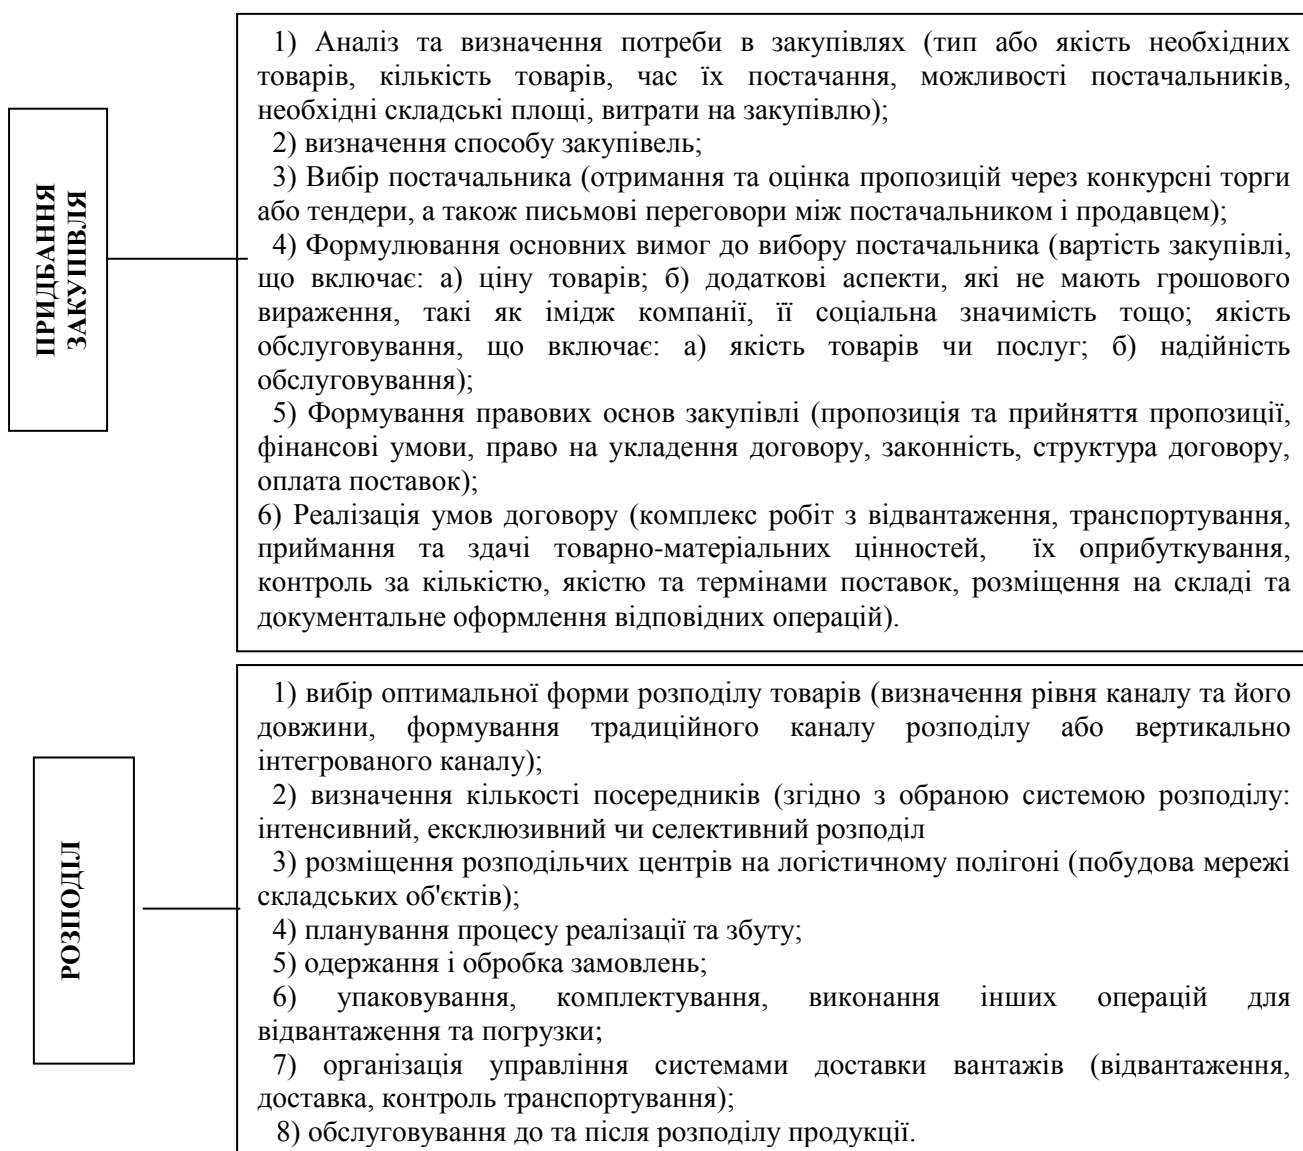 ПРИДБАННЯ
ЗАКУПІВЛЯ
1) Аналіз та визначення потреби в закупівлях (тип або якість необхідних
товарів, кількість товарів, час їх постачання, можливості постачальників,
необхідні складські площі, витрати на закупівлю);
2) визначення способу закупівель;
3) Вибір постачальника (отримання та оцінка пропозицій через конкурсні торги
або тендери, а також письмові переговори між постачальником і продавцем);
4) Формулювання основних вимог до вибору постачальника (вартість закупівлі,
що включає: а) ціну товарів; б) додаткові аспекти, які не мають грошового
вираження, такі як імідж компанії, її соціальна значимість тощо; якість
обслуговування, що включає: а) якість товарів чи послуг; б) надійність
обслуговування);
5) Формування правових основ закупівлі (пропозиція та прийняття пропозиції,
фінансові умови, право на укладення договору, законність, структура договору,
оплата поставок);
6) Реалізація умов договору (комплекс робіт з відвантаження, транспортування,
приймання та здачі товарно-матеріальних цінностей, їх оприбуткування,
контроль за кількістю, якістю та термінами поставок, розміщення на складі та
документальне оформлення відповідних операцій).
РОЗПОДІЛ
1) вибір оптимальної форми розподілу товарів (визначення рівня каналу та його
довжини, формування традиційного каналу розподілу або вертикально
інтегрованого каналу);
2) визначення кількості посередників (згідно з обраною системою розподілу:
інтенсивний, ексклюзивний чи селективний розподіл
3) розміщення розподільчих центрів на логістичному полігоні (побудова мережі
складських об'єктів);
4) планування процесу реалізації та збуту;
5) одержання і обробка замовлень;
6) упаковування, комплектування, виконання інших операцій для
відвантаження та погрузки;
7) організація управління системами доставки вантажів (відвантаження,
доставка, контроль транспортування);
8) обслуговування до та після розподілу продукції.